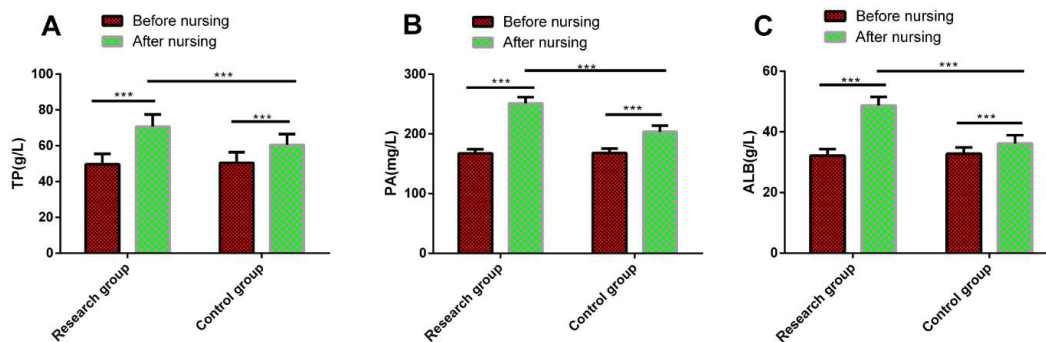 A
Before nursing
After nursing
TP(g/L)
100
80
60
40
20
0
***
***
***
Research group
Control group
B
Before nursing
After nursing
PA(mg/L)
300
200
100
0
***
***
***
Research group
Control group
C
Before nursing
After nursing
ALB(g/L)
60
40
20
0
***
***
***
Research group
Control group